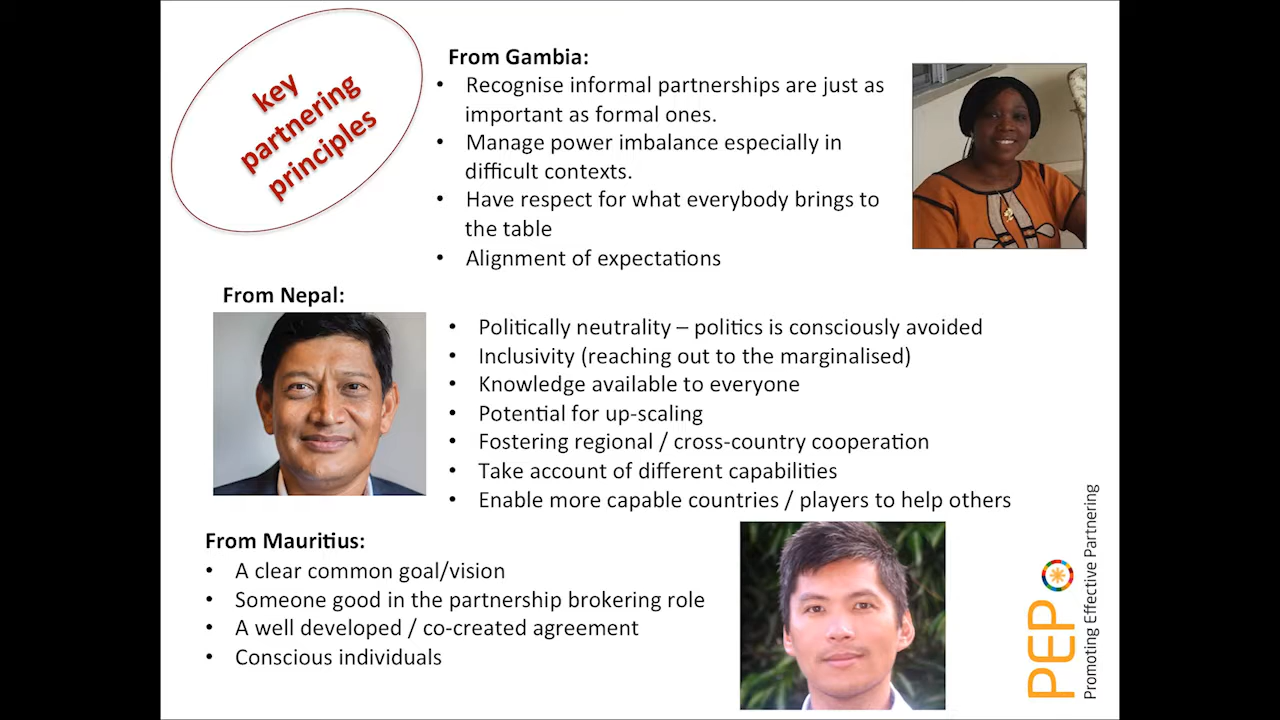 key
partnering
principles
From Gambia:
• Recognise informal partnerships are just as
important as formal ones.
• Manage power imbalance especially in
difficult contexts.
• Have respect for what everybody brings to
the table
• Alignment of expectations
From Nepal:
• Politically neutrality – politics is consciously avoided
• Inclusivity (reaching out to the marginalised)
• Knowledge available to everyone
• Potential for up-scaling
• Fostering regional / cross-country cooperation
• Take account of different capabilities
• Enable more capable countries / players to help others
From Mauritius:
• A clear common goal/vision
• Someone good in the partnership brokering role
• A well developed / co-created agreement
• Conscious individuals
PEP
Promoting Effective Partnering